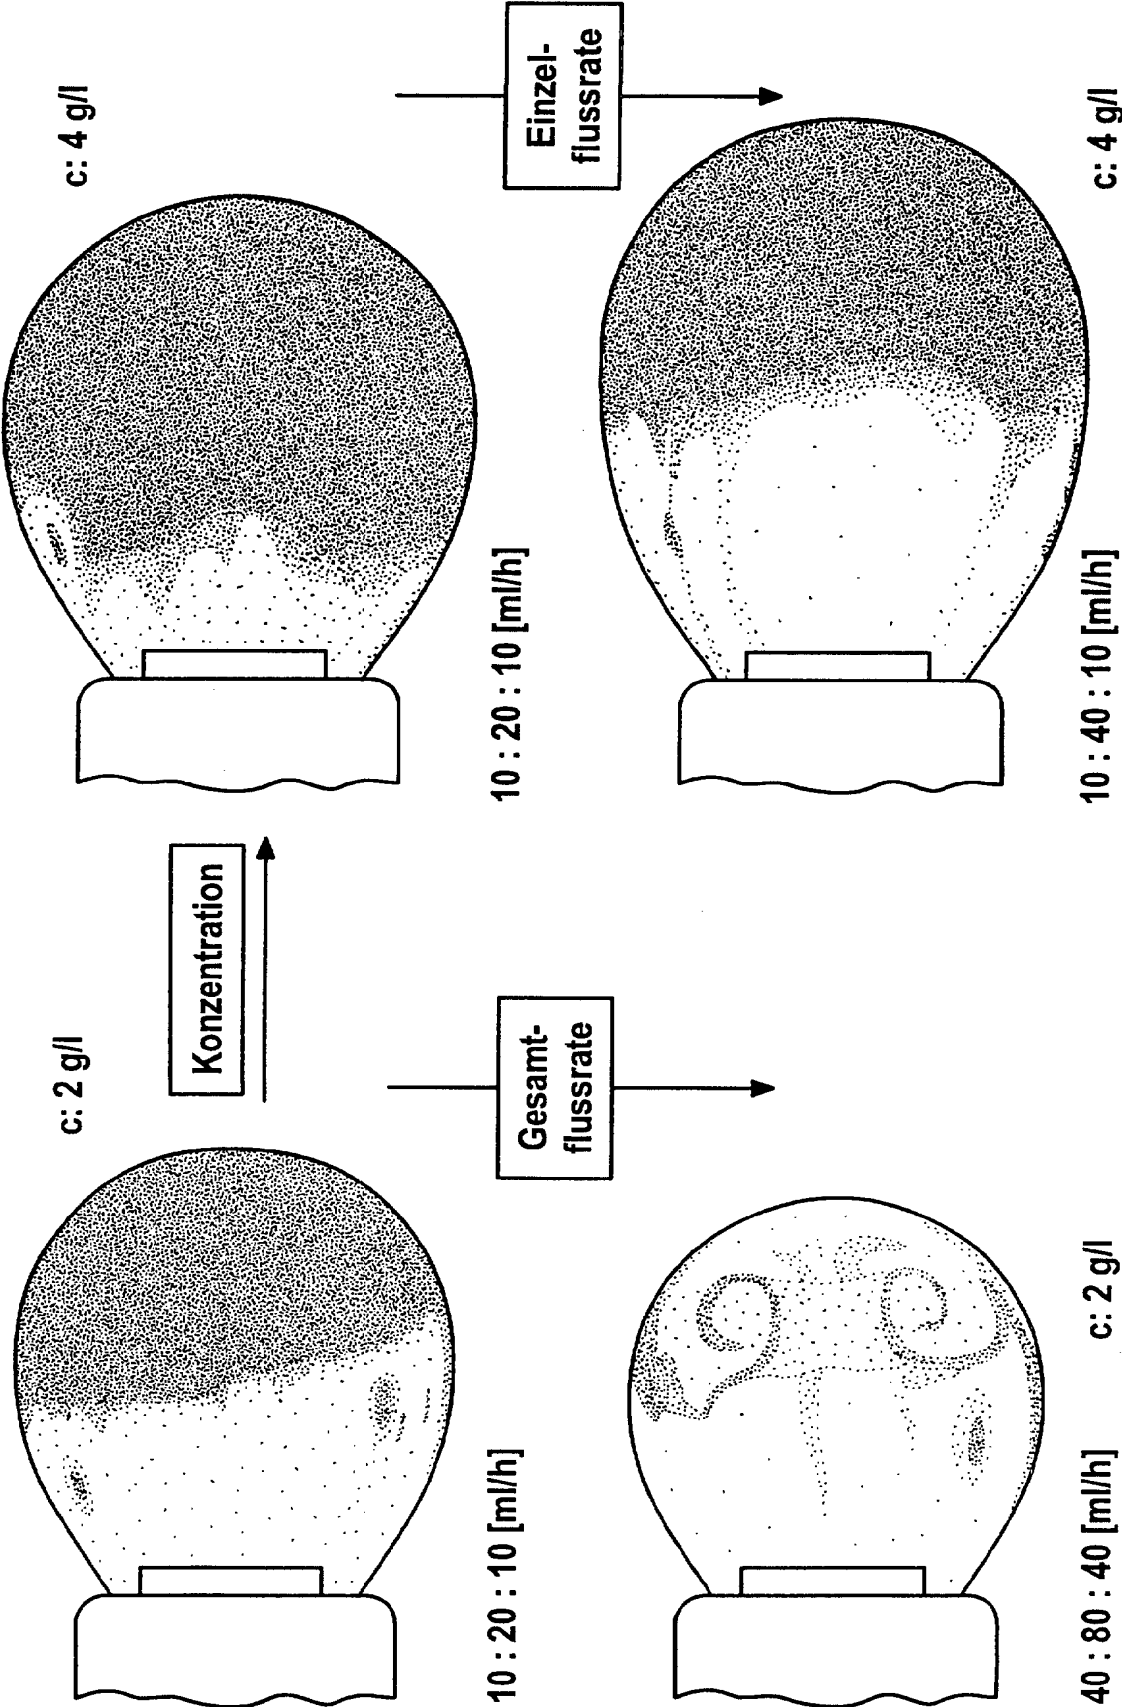 c: 2 g/l
c: 4 g/l
Konzentration
10 : 20 : 10 [ml/h]
Gesamt-
flussrate
10 : 20 : 10 [ml/h]
Einzel-
flussrate
40 : 80 : 40 [ml/h]
c: 2 g/l
10 : 40 : 10 [ml/h]
c: 4 g/l